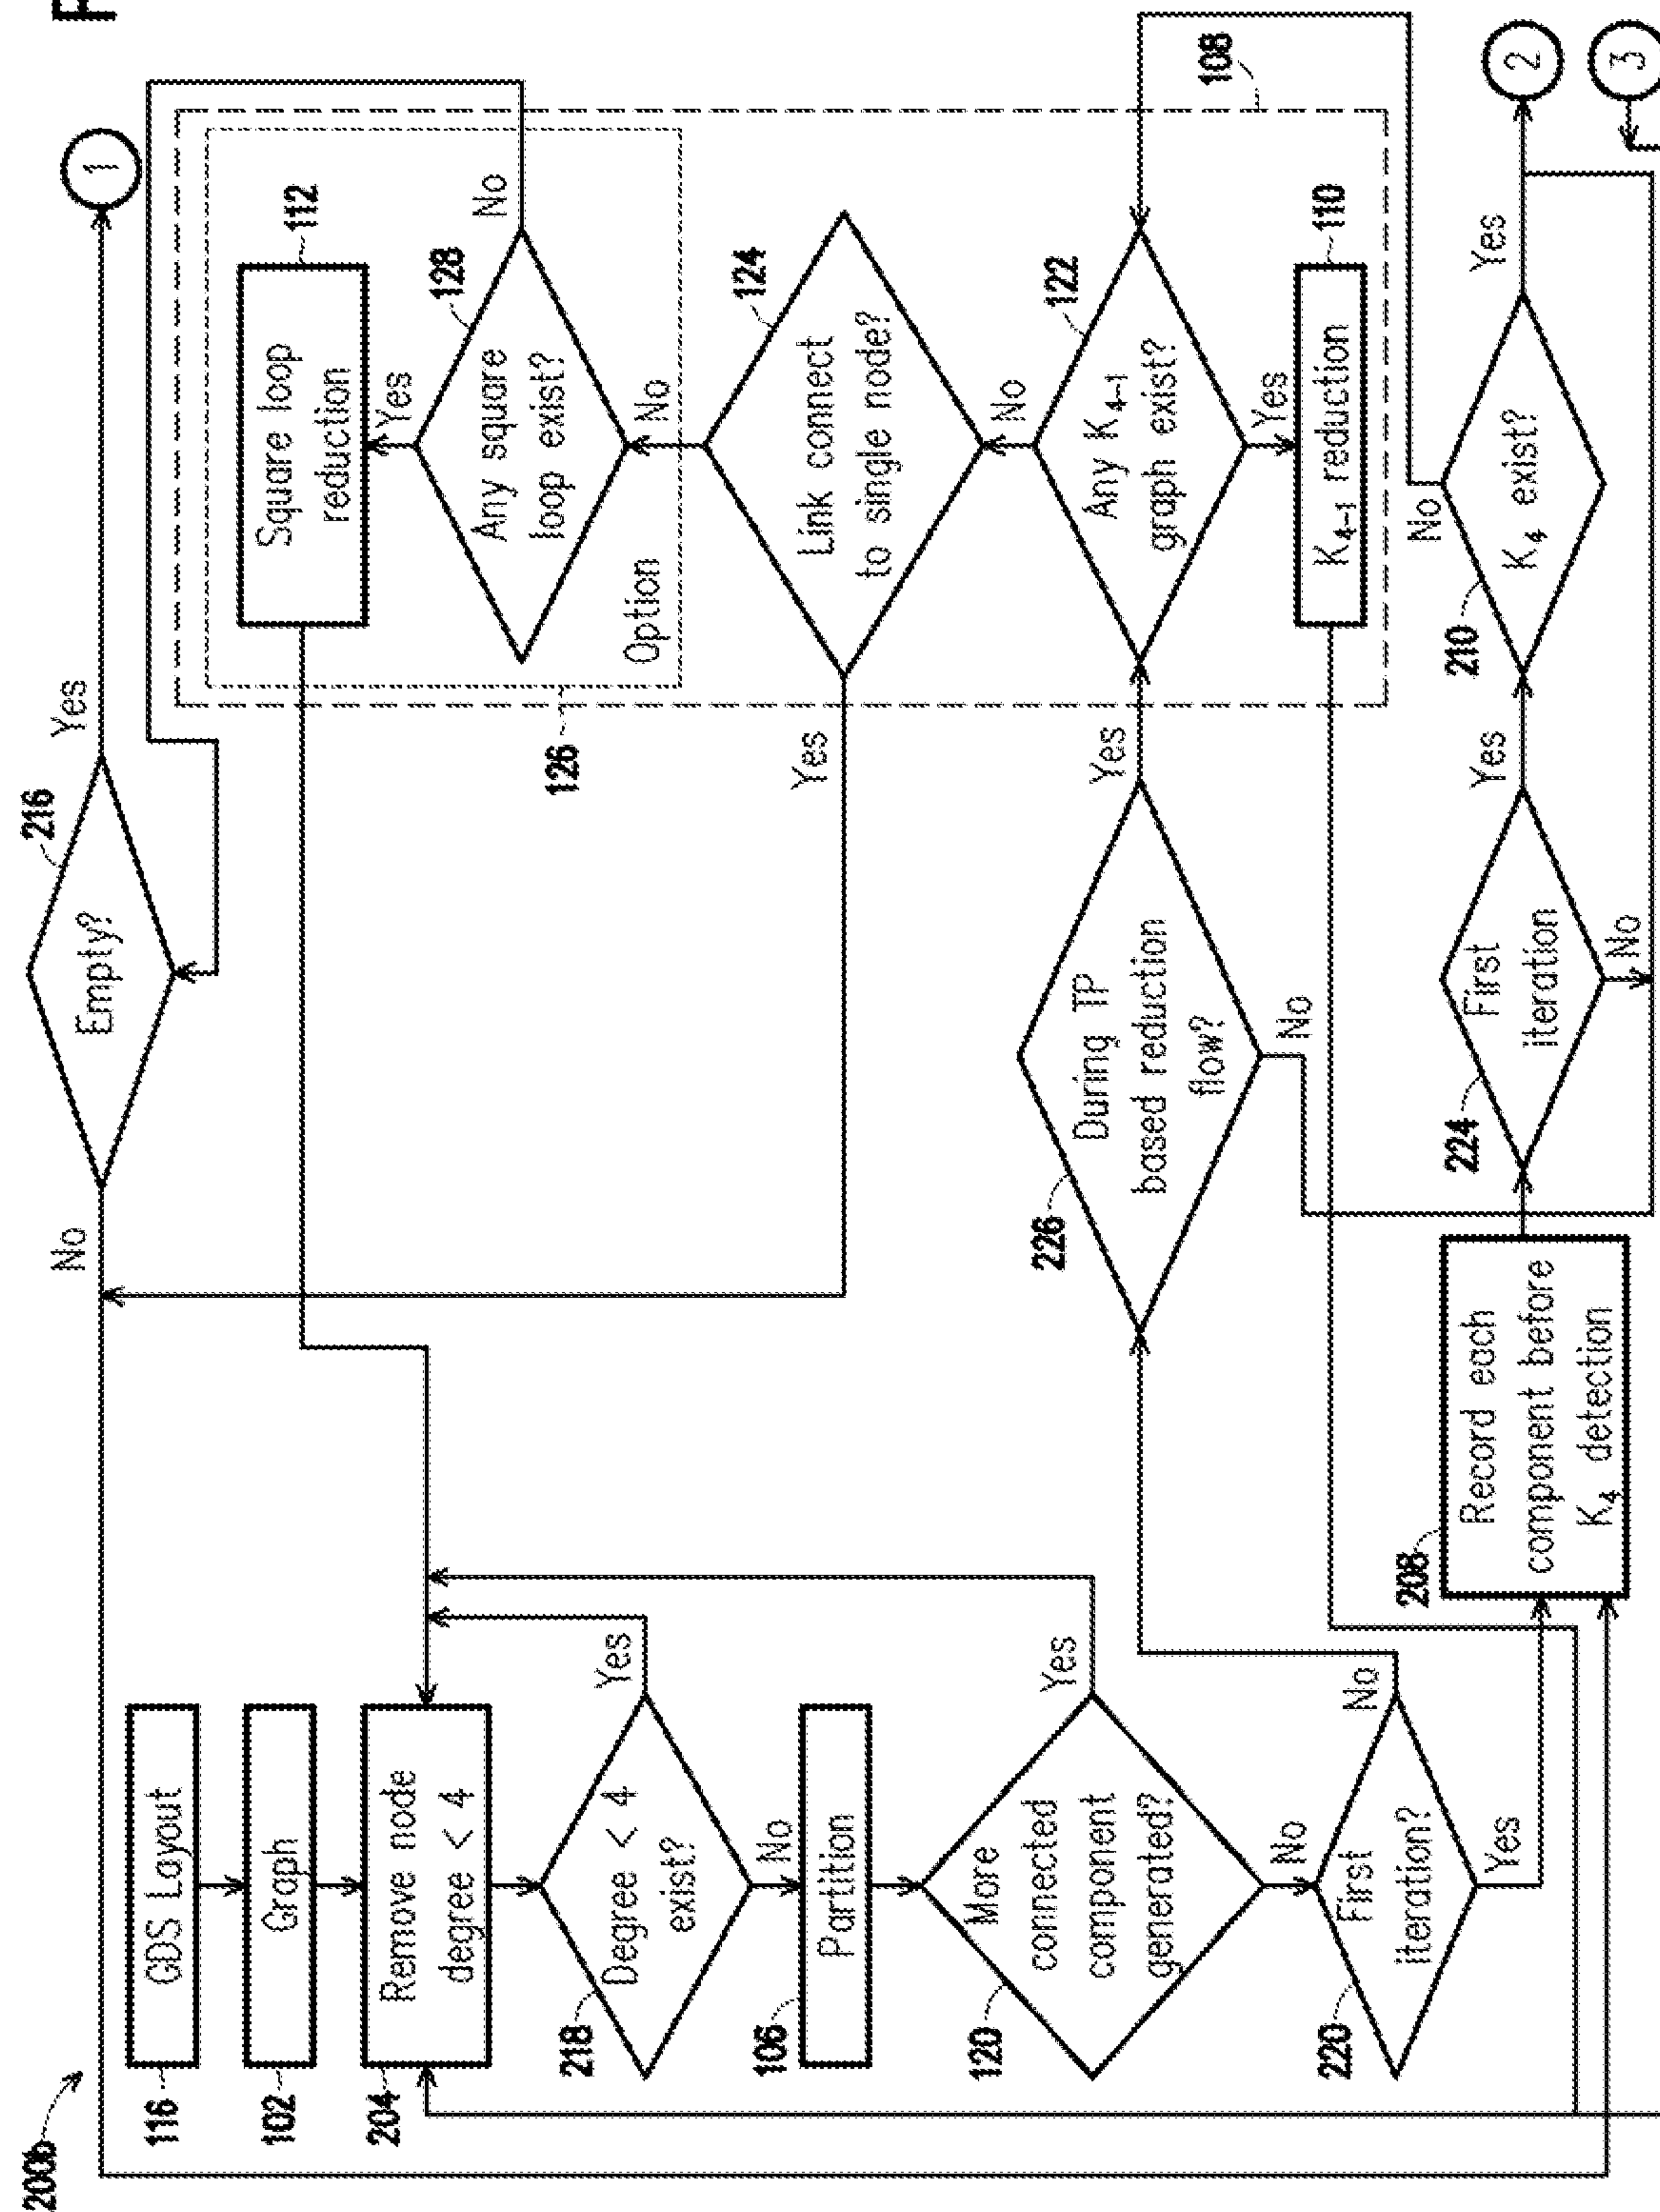 F
200b
116
GDS Layout
102
Graph
204
Remove node
degree < 4
218
Degree < 4
exist?
Yes
No
106
Partition
120
More
connected
component
generated?
Yes
No
220
First
iteration?
No
Yes
216
Empty?
No
Yes
1
112
Square loop
reduction
Yes
128
Any square
loop exist?
No
Option
126
No
124
Link connect
to single node?
Yes
No
122
Any K₄₋₁
graph exist?
Yes
110
K₄₋₁ reduction
108
226
During TP
based reduction
flow?
Yes
No
208
Record each
component before
K₄ detection
224
First
iteration
Yes
No
210
K₄ exist?
No
Yes
2
3